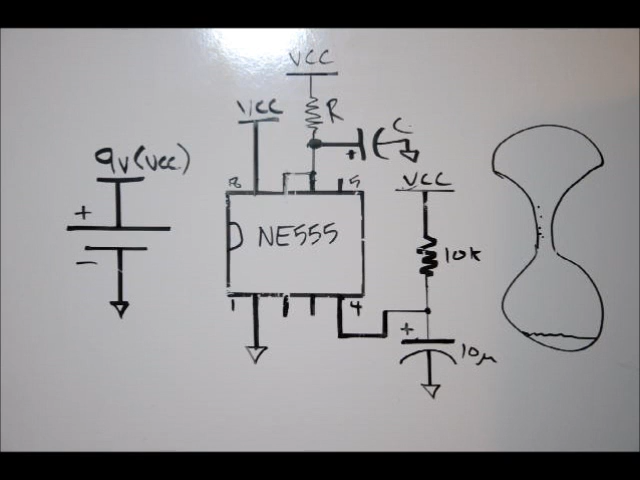 VCC
VCC
R
C
9V(VCC)
+
8
5
VCC
+
NE555
10K
-
1
4
+
10μ